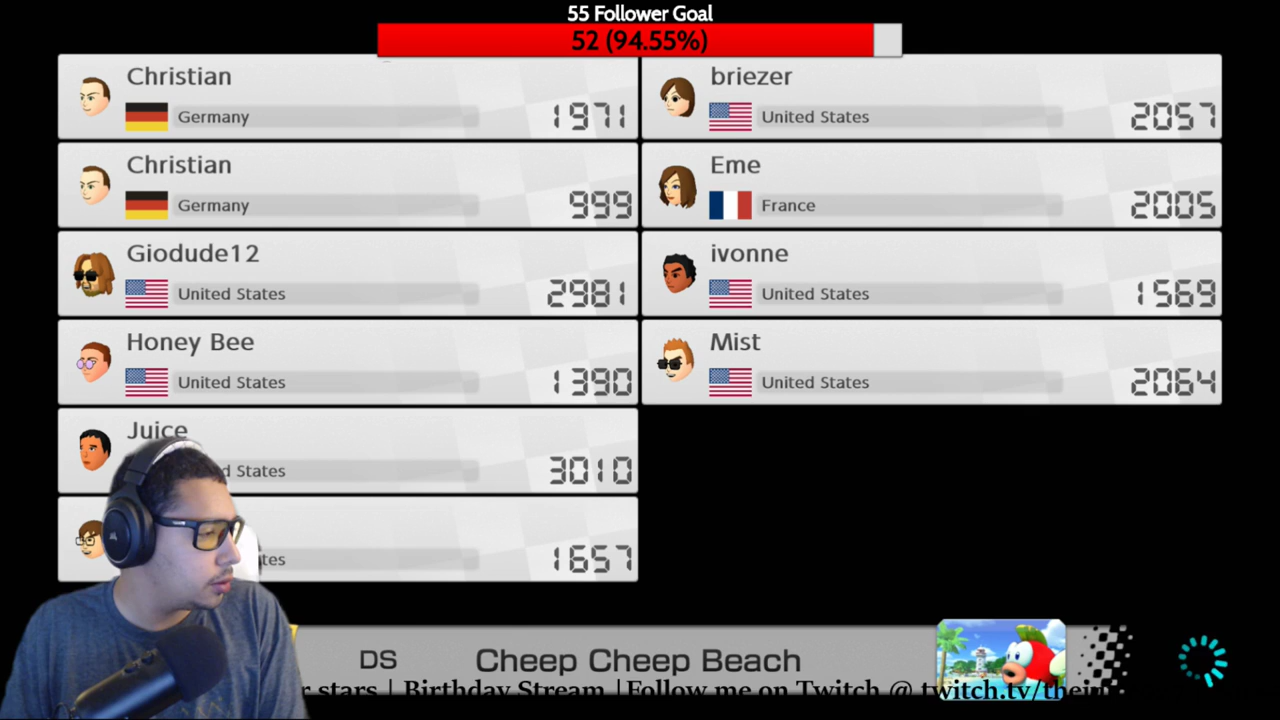 55 Follower Goal
52 (94.55%)
Christian
Germany
1971
Christian
Germany
999
Giodude12
United States
2981
Honey Bee
United States
1390
Juice
States
3010
1657
briezer
United States
2057
Eme
France
2005
ivonne
United States
1569
Mist
United States
2064
DS Cheep Cheep Beach
stars | Birthday Stream |Follow me on Twitch @